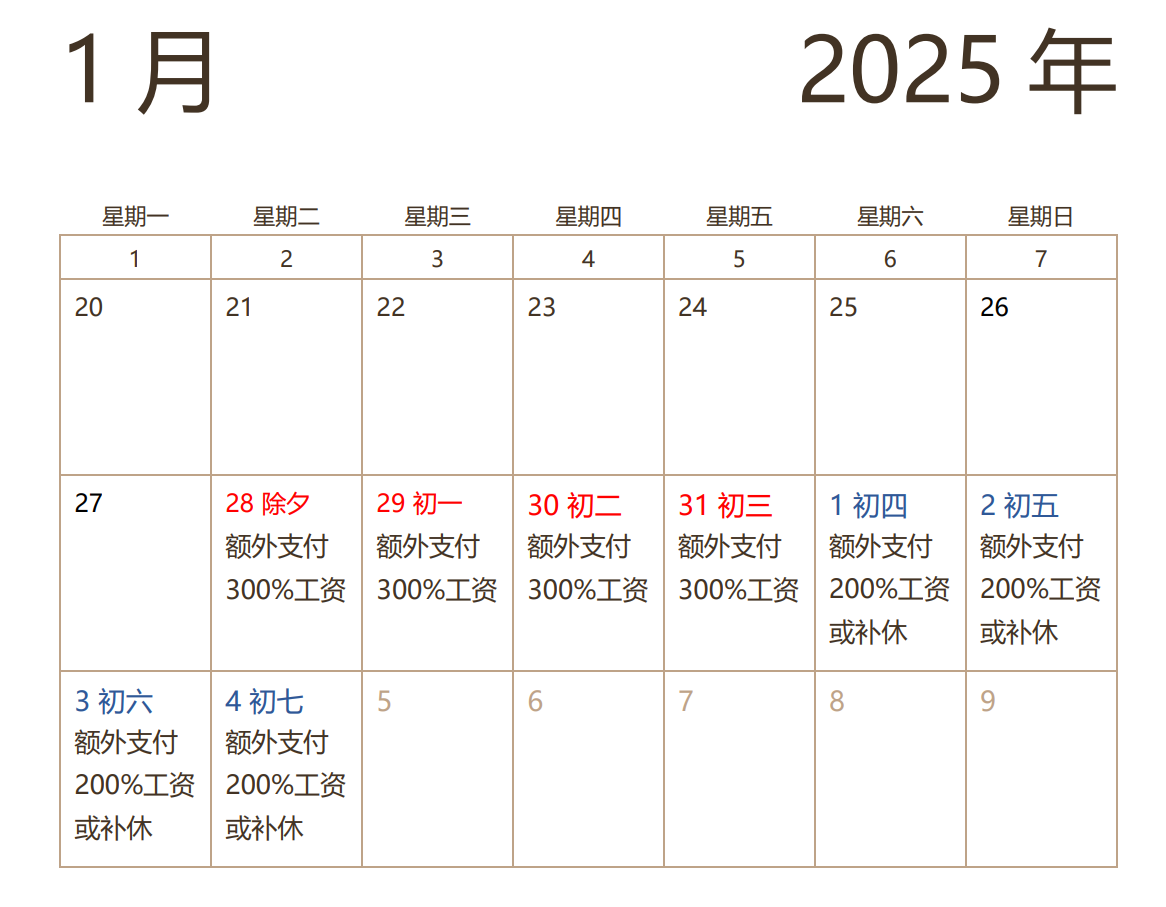 1 月 2025 年
星期一 星期二 星期三 星期四 星期五 星期六 星期日
1 2 3 4 5 6 7
20 21 22 23 24 25 26
27
28 除夕
额外支付
300%工资
29 初一
额外支付
300%工资
30 初二
额外支付
300%工资
31 初三
额外支付
300%工资
1 初四
额外支付
200%工资
或补休
2 初五
额外支付
200%工资
或补休
3 初六
额外支付
200%工资
或补休
4 初七
额外支付
200%工资
或补休
5 6 7 8 9